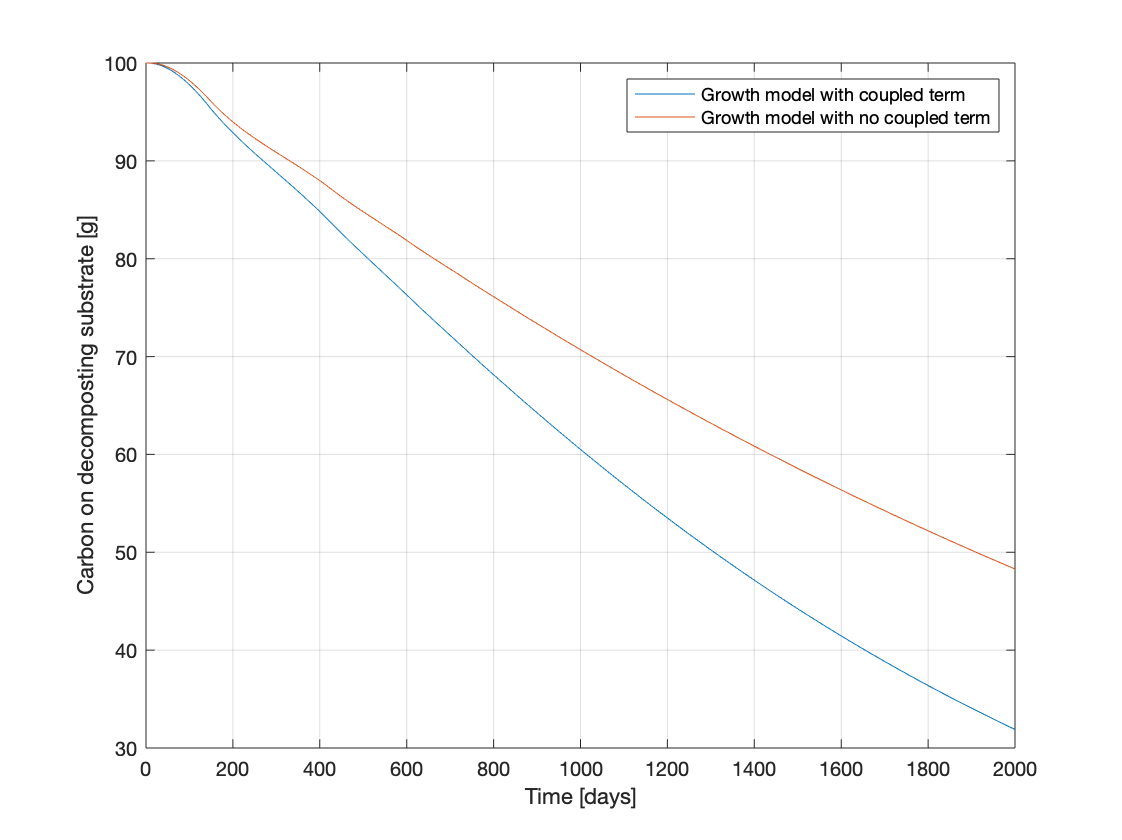 100
90
80
70
60
50
40
30
Carbon on decomposting substrate [g]
Growth model with coupled term
Growth model with no coupled term
0 200 400 600 800 1000 1200 1400 1600 1800 2000
Time [days]